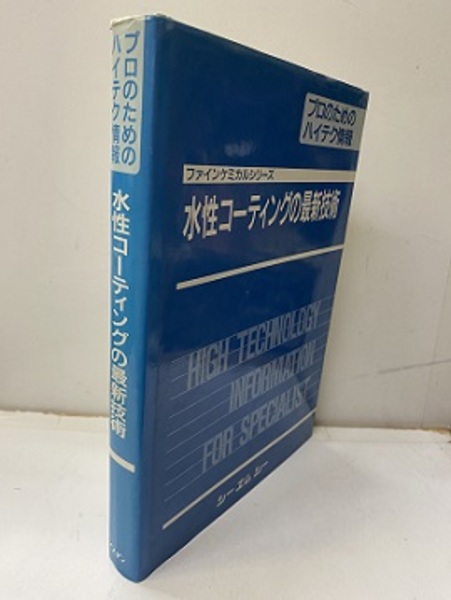 プロのための
ハイテク情報
水性コーティングの最新技術
プロのための
ハイテク情報
ファインケミカルシリーズ
水性コーティングの最新技術
HIGH TECHNOLOGY
INFORMATION
FOR SPECIALIST
シーエムシー